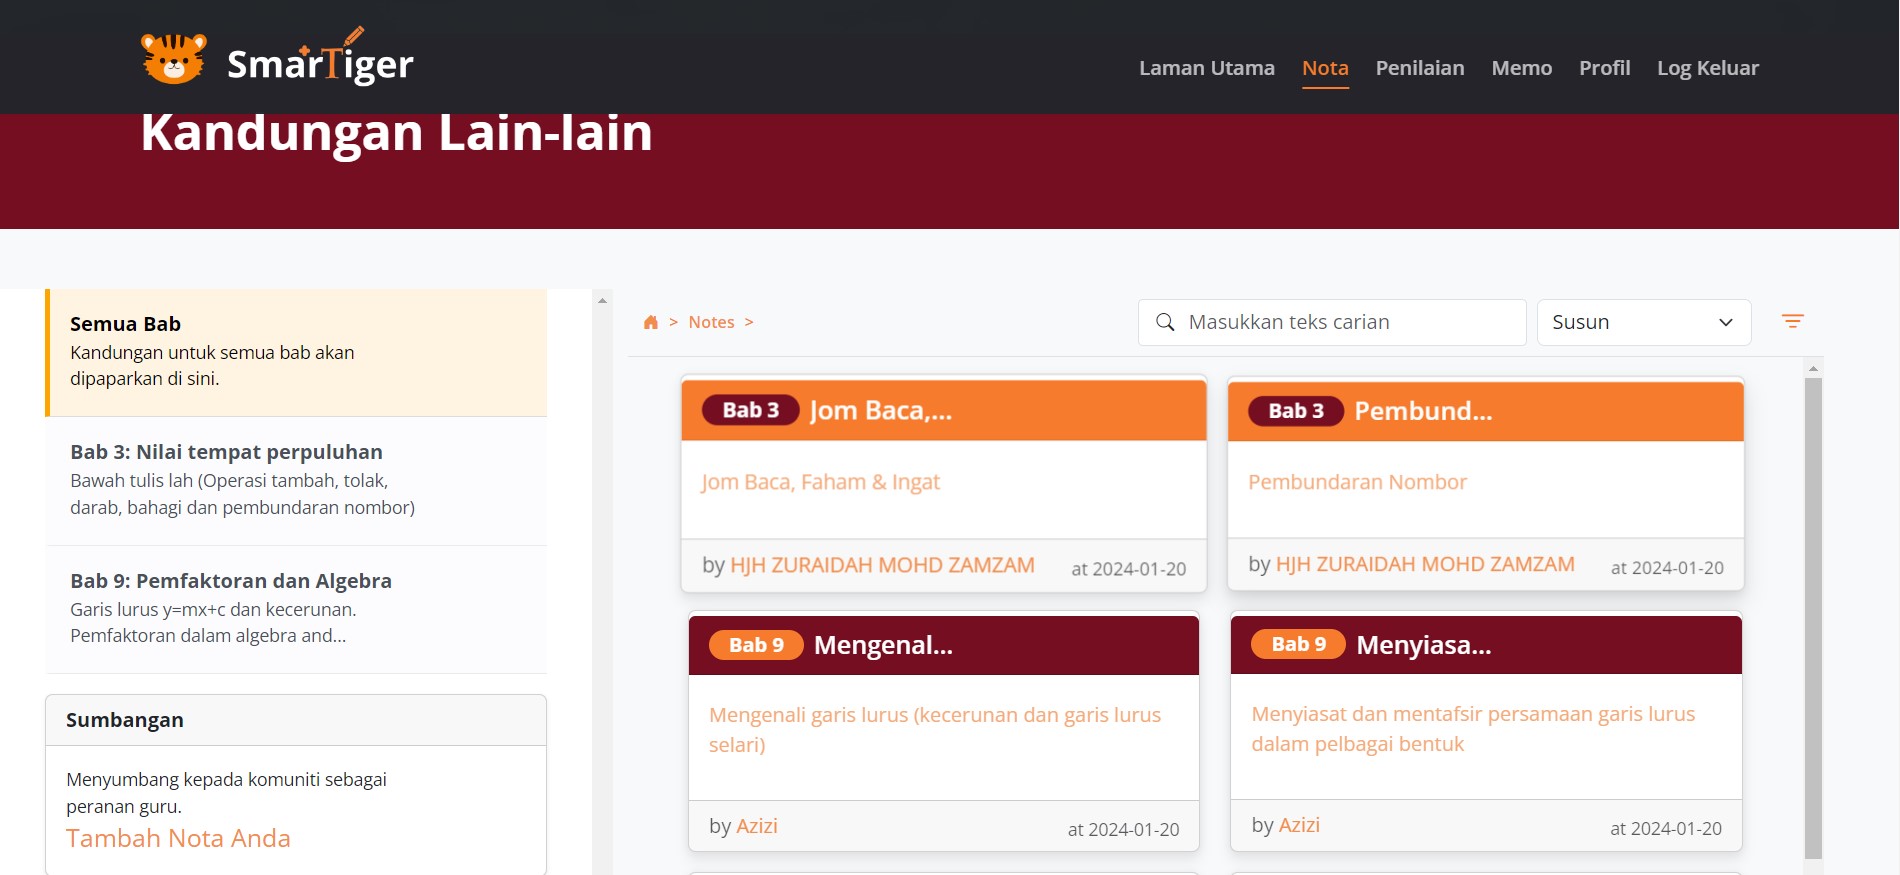 SmarTiger
Laman Utama
Nota
Penilaian
Memo
Profil
Log Keluar
Kandungan Lain-lain
Semua Bab
Kandungan untuk semua bab akan
dipaparkan di sini.
Bab 3: Nilai tempat perpuluhan
Bawah tulis lah (Operasi tambah, tolak,
darab, bahagi dan pembundaran nombor)
Bab 9: Pemfaktoran dan Algebra
Garis lurus y=mx+c dan kecerunan.
Pemfaktoran dalam algebra and...
Sumbangan
Menyumbang kepada komuniti sebagai
peranan guru.
Tambah Nota Anda
> Notes >
Masukkan teks carian
Susun
Bab 3 Jom Baca,...
Jom Baca, Faham & Ingat
by HJH ZURAIDAH MOHD ZAMZAM at 2024-01-20
Bab 3 Pembund...
Pembundaran Nombor
by HJH ZURAIDAH MOHD ZAMZAM at 2024-01-20
Bab 9 Mengenal...
Mengenali garis lurus (kecerunan dan garis lurus
selari)
by Azizi at 2024-01-20
Bab 9 Menyiasa...
Menyiasat dan mentafsir persamaan garis lurus
dalam pelbagai bentuk
by Azizi at 2024-01-20